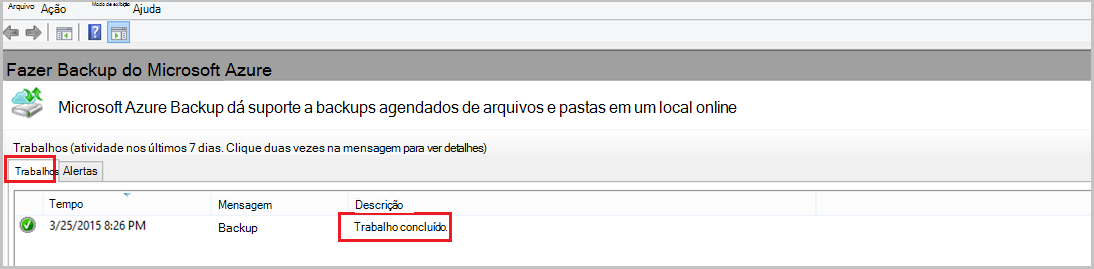 Arquivo Ação Modo de exibição Ajuda
Fazer Backup do Microsoft Azure
Microsoft Azure Backup dá suporte a backups agendados de arquivos e pastas em um local online
Trabalhos (atividade nos últimos 7 dias. Clique duas vezes na mensagem para ver detalhes)
Trabalhos Alertas
Tempo Mensagem Descrição
3/25/2015 8:26 PM Backup Trabalho concluído.